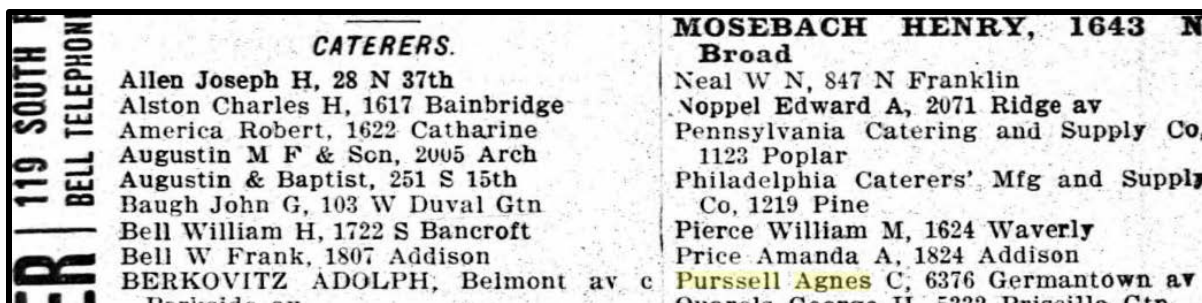 119 SOUTH
BELL TELEPHON
CATERERS.
Allen Joseph H, 28 N 37th
Alston Charles H, 1617 Bainbridge
America Robert, 1622 Catharine
Augustin M F & Son, 2005 Arch
Augustin & Baptist, 251 S 15th
Baugh John G, 103 W Duval Gtn
Bell William H, 1722 S Bancroft
Bell W Frank, 1807 Addison
BERKOVITZ ADOLPH, Belmont av c
MOSEBACH HENRY, 1643 N
Broad
Neal W N, 847 N Franklin
Noppel Edward A, 2071 Ridge av
Pennsylvania Catering and Supply Co,
1123 Poplar
Philadelphia Caterers' Mfg and Supply
Co, 1219 Pine
Pierce William M, 1624 Waverly
Price Amanda A, 1824 Addison
Purssell Agnes C, 6376 Germantown av